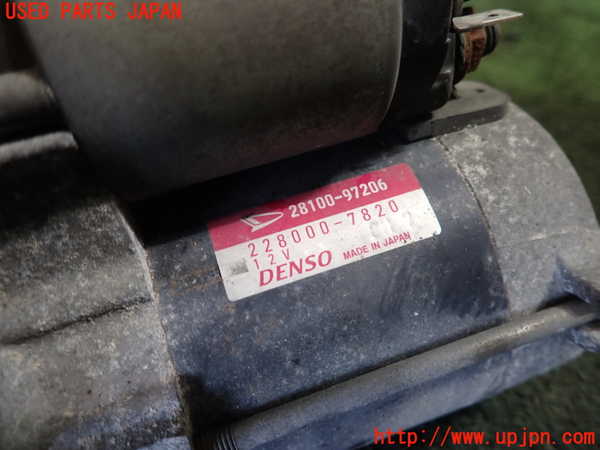 USED PARTS JAPAN
28100-97206
228000-7820
12V
DENSO MADE IN JAPAN
http://www.upjpn.com/